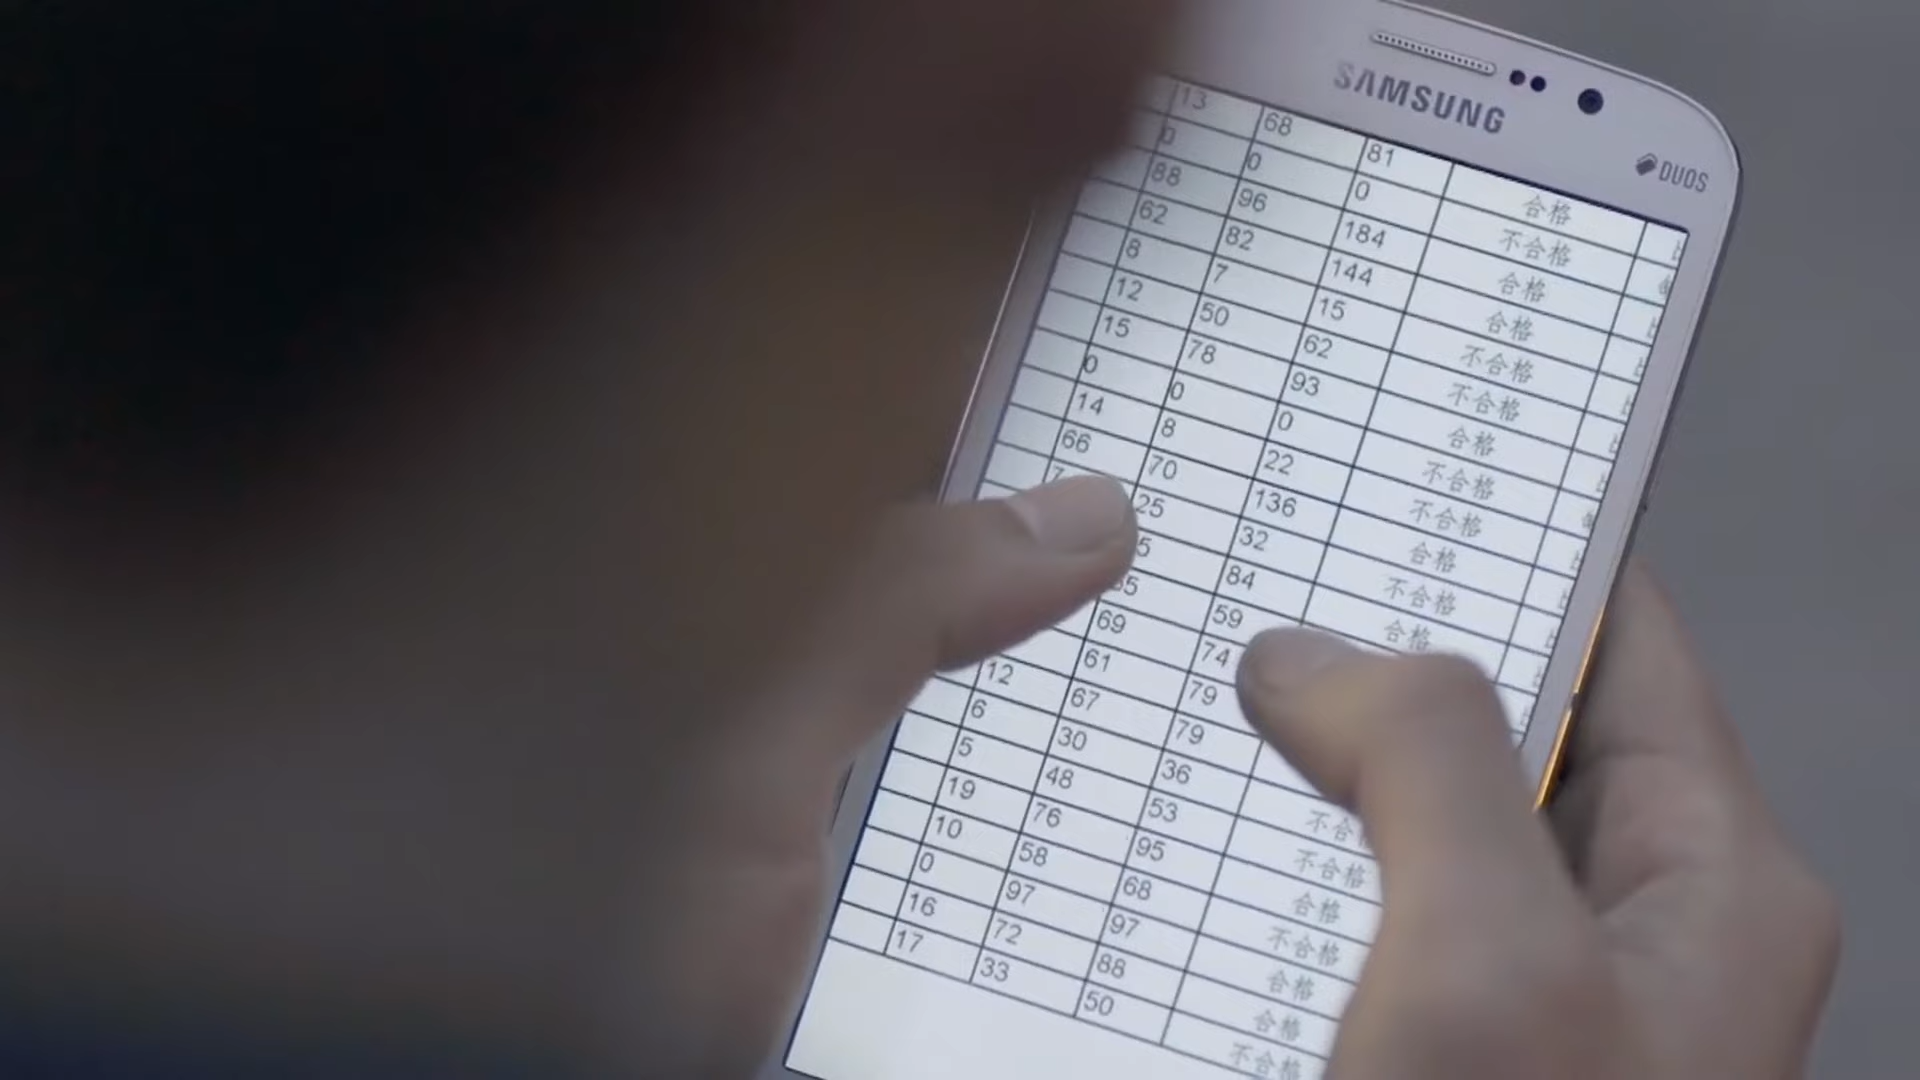 SAMSUNG
DUOS
13 68 81 合格
0 0 0 不合格
88 96 184 合格
62 82 144 合格
8 7 15 不合格
12 50 62 不合格
15 78 93 合格
0 0 0 不合格
14 8 22 不合格
66 70 136 合格
7 25 32 不合格
84 合格
59
69 74
61 79
12 67 79
6 30 36 不合
5 48 53 不合格
19 76 95 合格
10 58 68 不合格
0 97 97 合格
16 72 88 合格
17 33 50 不合格